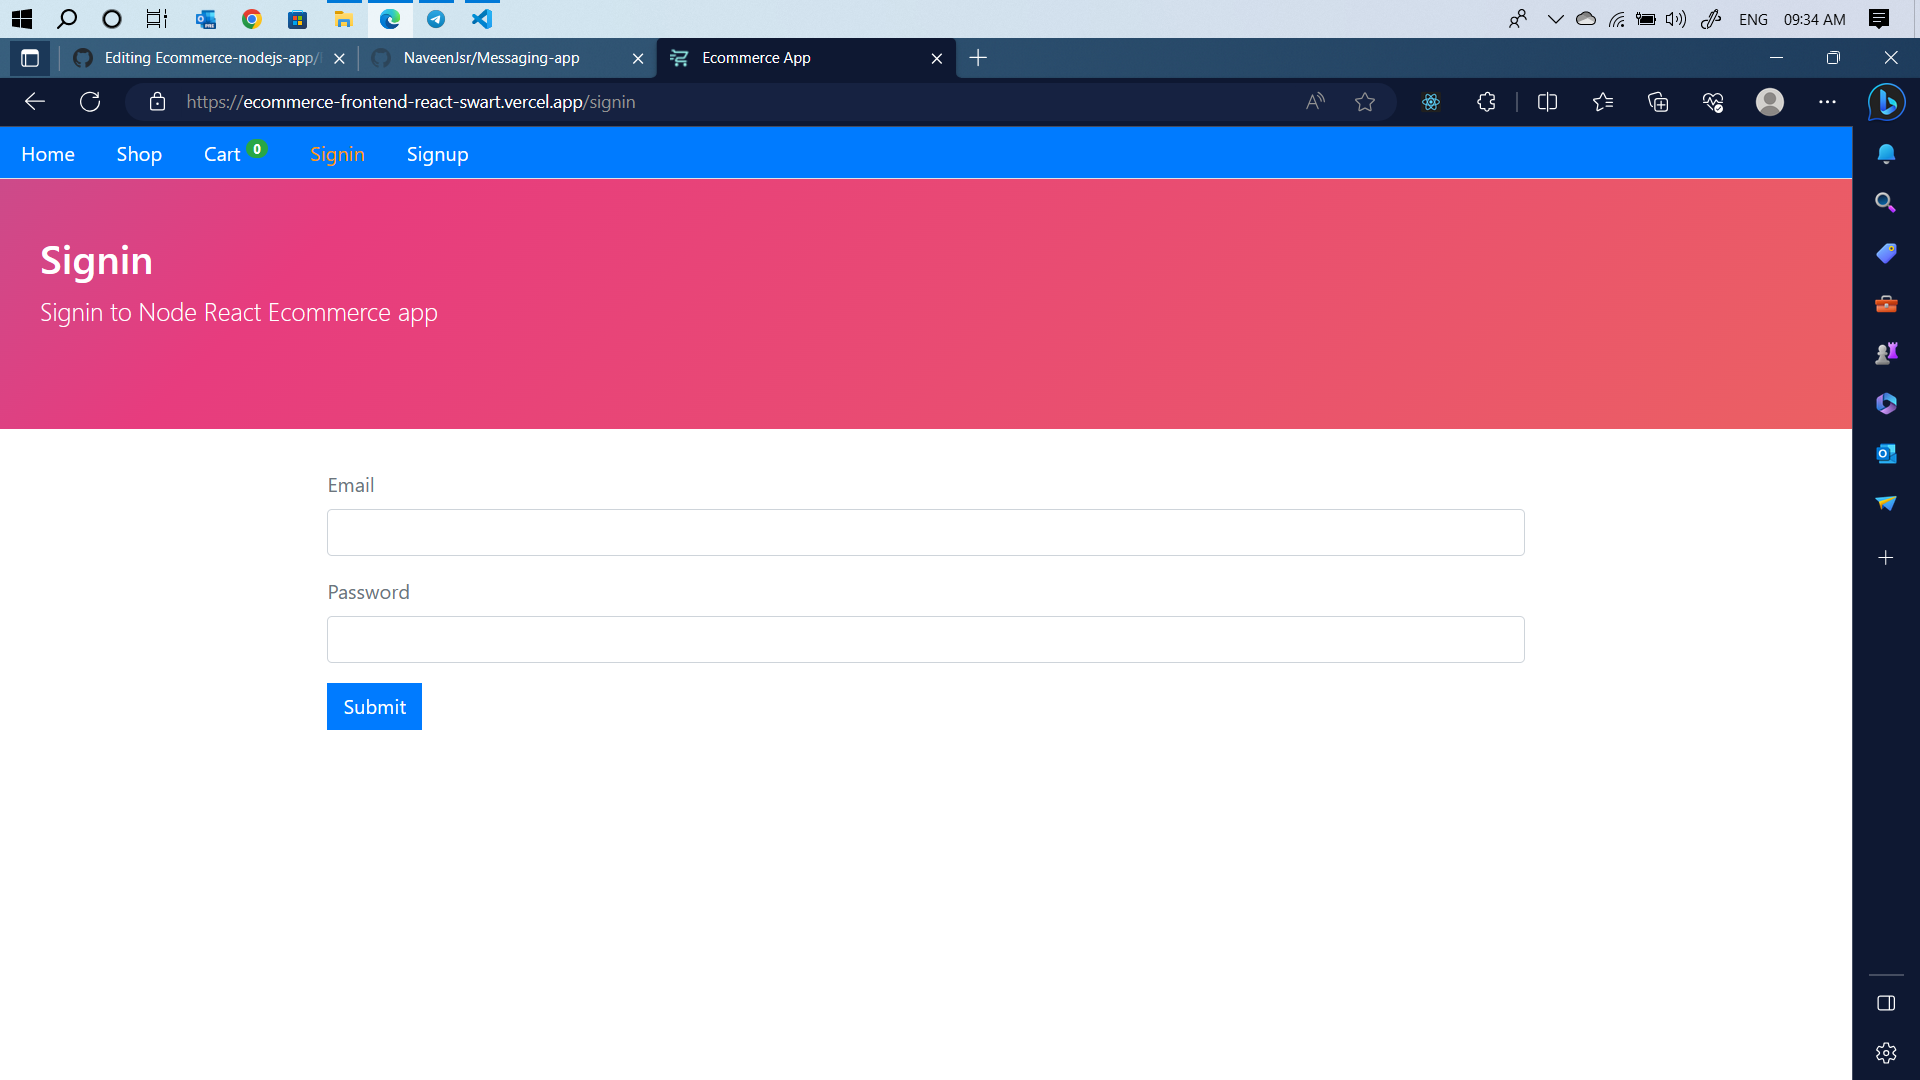 ENG 09:34 AM
Editing Ecommerce-nodejs-app/
NaveenJsr/Messaging-app
Ecommerce App
https://ecommerce-frontend-react-swart.vercel.app/signin
Home Shop Cart 0 Signin Signup
Signin
Signin to Node React Ecommerce app
Email
Password
Submit